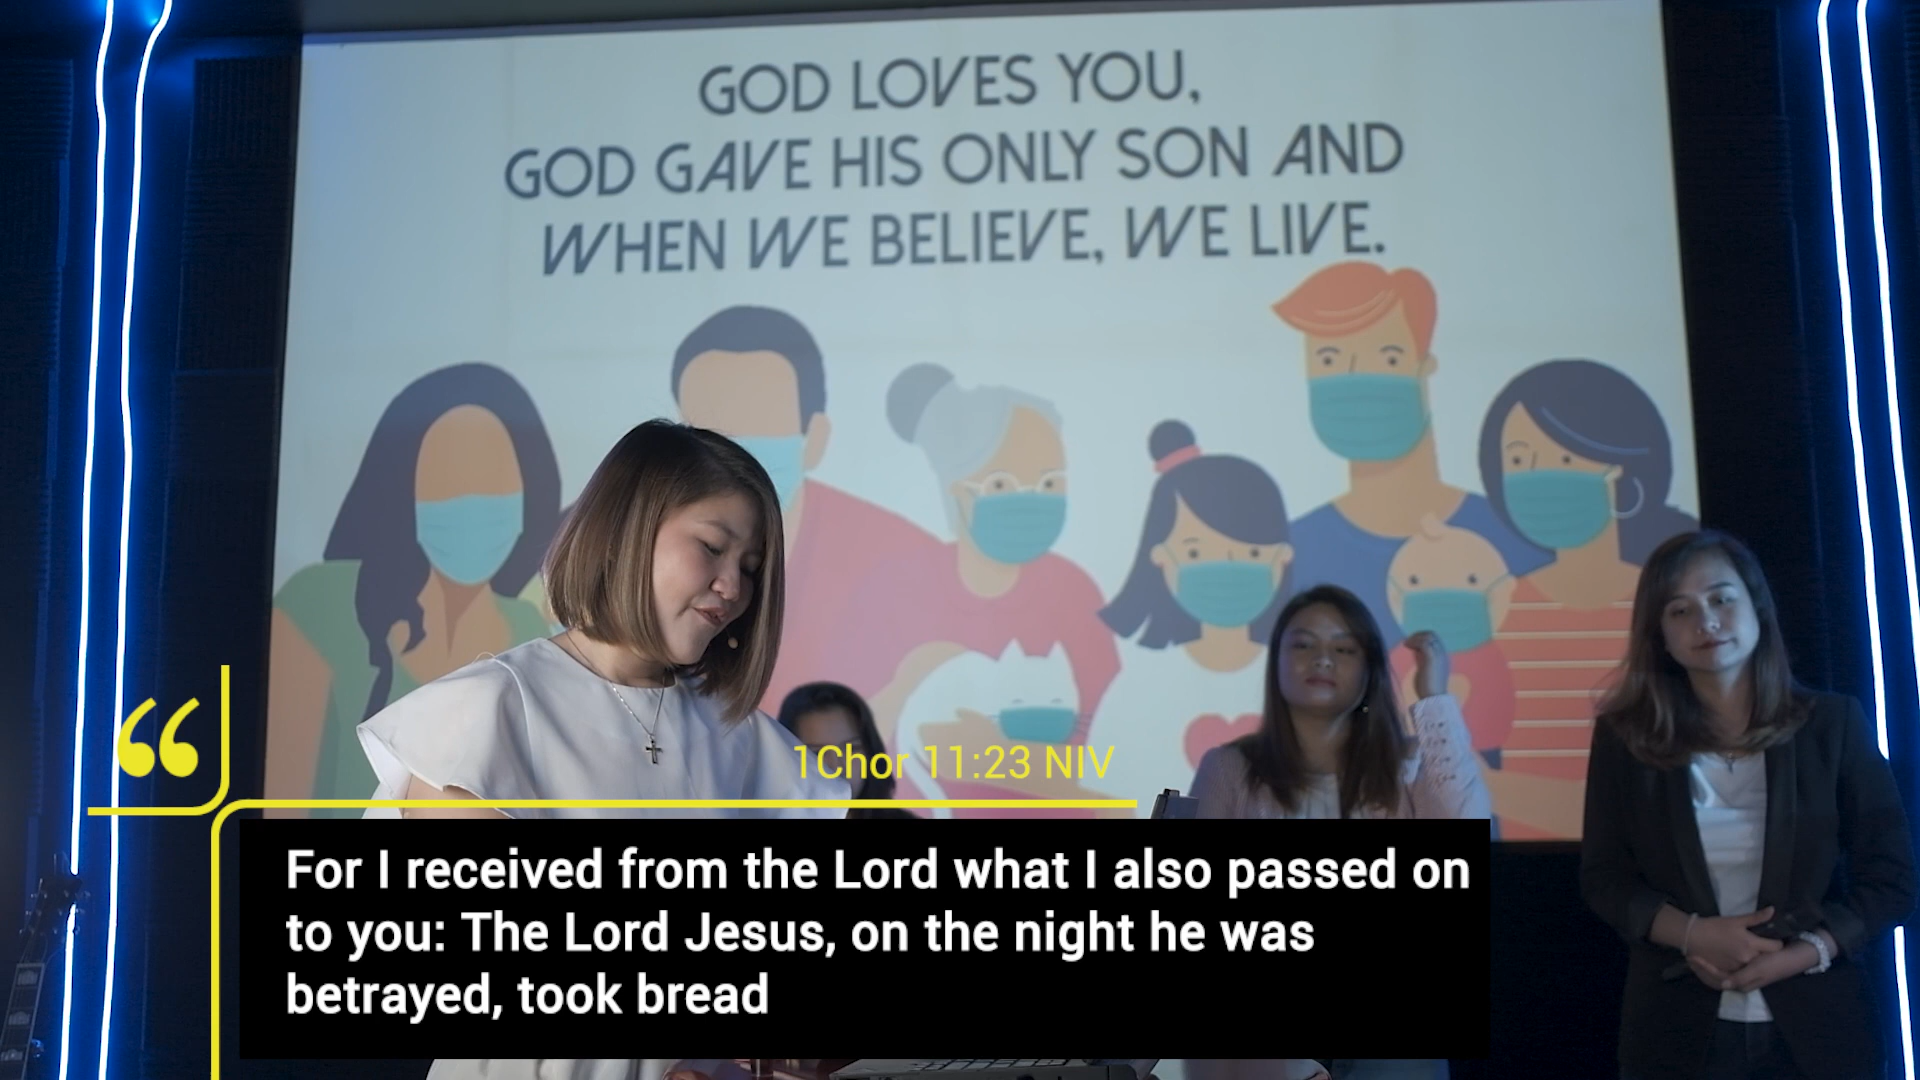 GOD LOVES YOU,
GOD GAVE HIS ONLY SON AND
WHEN WE BELIEVE, WE LIVE.
“
1Chor 11:23 NIV
For I received from the Lord what I also passed on
to you: The Lord Jesus, on the night he was
betrayed, took bread